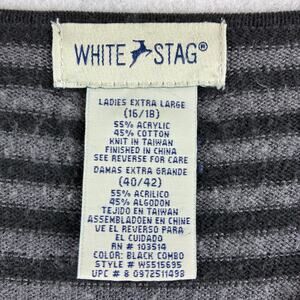 WHITE STAG®
LADIES EXTRA LARGE
(16/18)
55% ACRYLIC
45% COTTON
KNIT IN TAIWAN
FINISHED IN CHINA
SEE REVERSE FOR CARE
DAMAS EXTRA GRANDE
(40/42)
55% ACRILICO
45% ALGODON
TEJIDO EN TAIWAN
ASSEMBLADOEN EN CHINE
VE EL REVERSO PARA
EL CUIDADO
RN # 103514
COLOR: BLACK COMBO
STYLE # WS515695
UPC # 8 0972511498